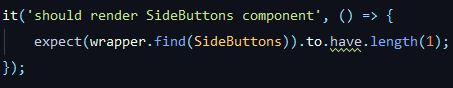 it('should render SideButtons component', () => {
    expect(wrapper.find(SideButtons)).to.have.length(1);
});